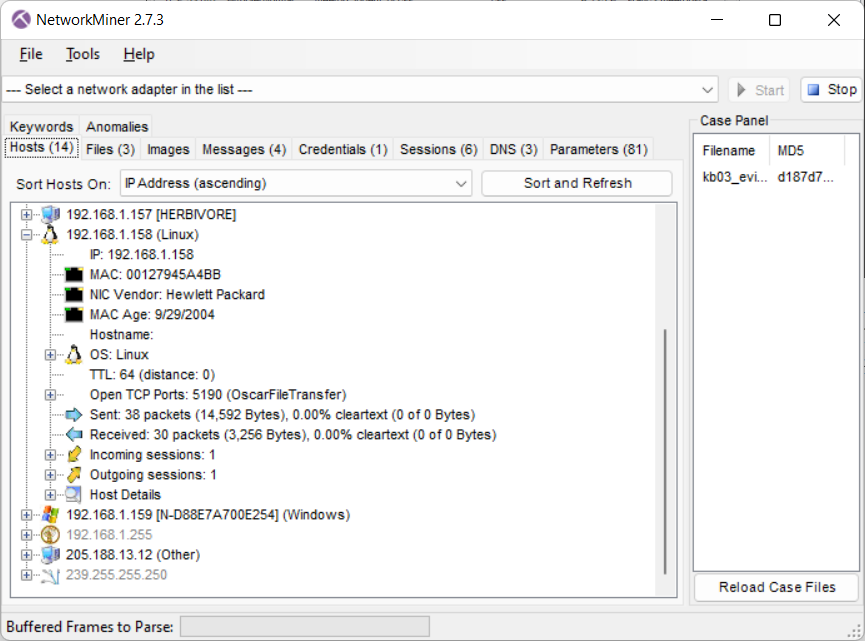 NetworkMiner 2.7.3
File Tools Help
--- Select a network adapter in the list ---
Start
Stop
Keywords Anomalies
Hosts (14) Files (3) Images Messages (4) Credentials (1) Sessions (6) DNS (3) Parameters (81)
Sort Hosts On: IP Address (ascending) Sort and Refresh
192.168.1.157 [HERBIVORE]
192.168.1.158 (Linux)
IP: 192.168.1.158
MAC: 00127945A4BB
NIC Vendor: Hewlett Packard
MAC Age: 9/29/2004
Hostname:
OS: Linux
TTL: 64 (distance: 0)
Open TCP Ports: 5190 (OscarFileTransfer)
Sent: 38 packets (14,592 Bytes), 0.00% cleartext (0 of 0 Bytes)
Received: 30 packets (3,256 Bytes), 0.00% cleartext (0 of 0 Bytes)
Incoming sessions: 1
Outgoing sessions: 1
Host Details
192.168.1.159 [N-D88E7A700E254] (Windows)
192.168.1.255
205.188.13.12 (Other)
239.255.255.250
Case Panel
Filename MD5
kb03_evi... d187d7...
Reload Case Files
Buffered Frames to Parse: